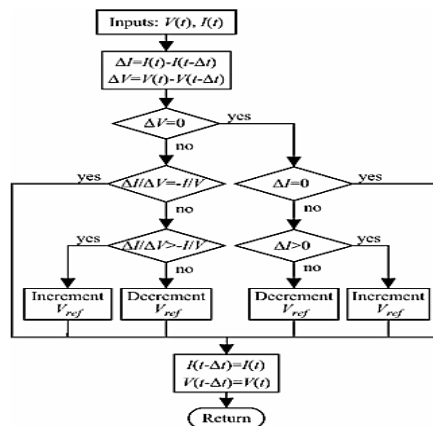 Inputs: V(t), I(t)
ΔI=I(t)-I(t-Δt)
ΔV=V(t)-V(t-Δt)
ΔV=0
yes
no
yes
ΔI/ΔV=-I/V
ΔI=0
yes
no
no
yes
ΔI/ΔV>-I/V
ΔI>0
yes
no
no
Increment
Vref
Decrement
Vref
Decrement
Vref
Increment
Vref
I(t-Δt)=I(t)
V(t-Δt)=V(t)
Return